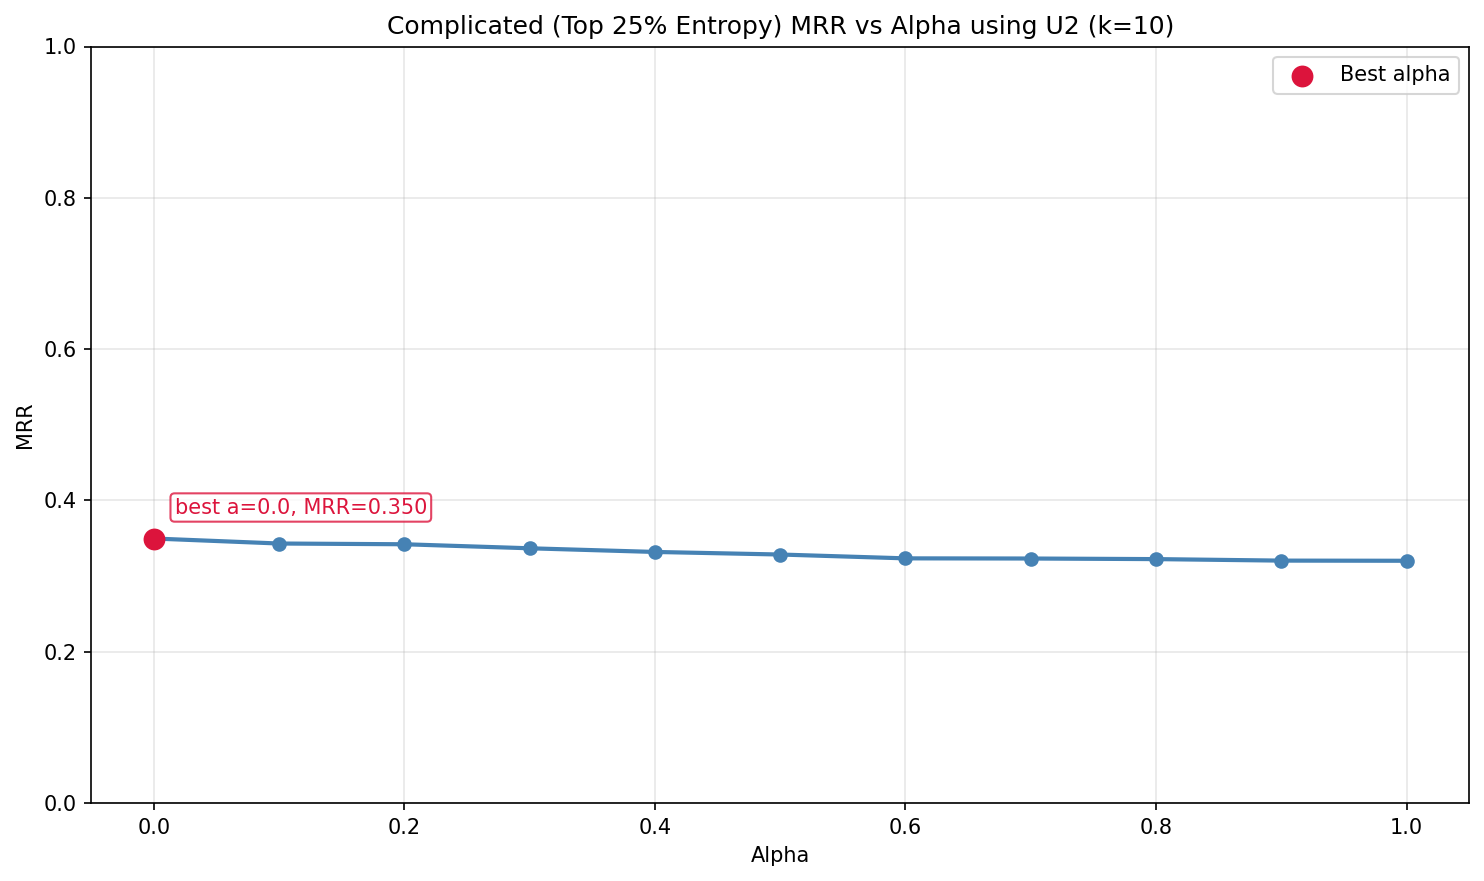 Complicated (Top 25% Entropy) MRR vs Alpha using U2 (k=10)
Best alpha
best a=0.0, MRR=0.350
MRR
1.0
0.8
0.6
0.4
0.2
0.0
0.0 0.2 0.4 0.6 0.8 1.0
Alpha